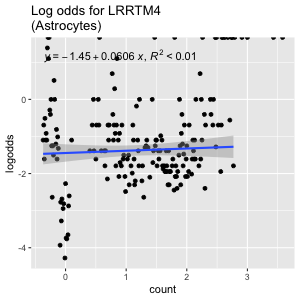 Log odds for LRRTM4
(Astrocytes)
y = −1.45 + 0.0606 x, R² < 0.01
0
-2
-4
logodds
0
1
2
3
count